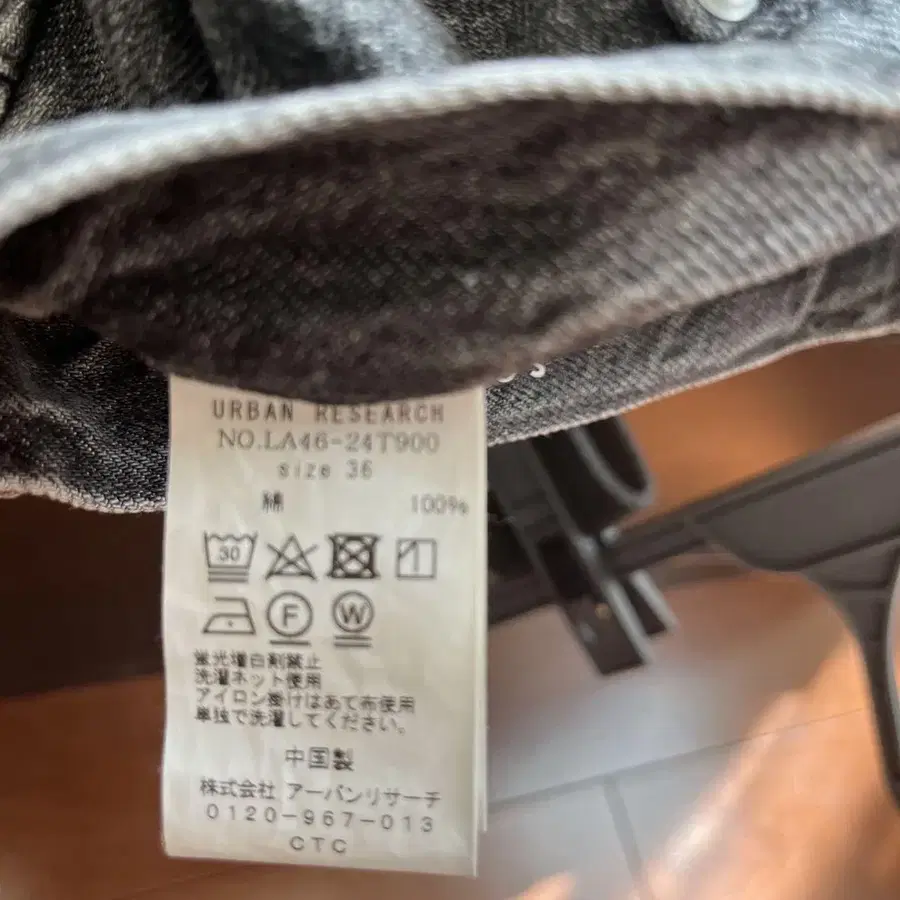 URBAN RESEARCH
NO.LA46-24T900
size 36
綿 100%
30
F W
蛍光増白剤禁止
洗濯ネット使用
アイロン掛けはあて布使用
単独で洗濯してください。
中国製
株式会社 アーバンリサーチ
0120-967-013
CTC